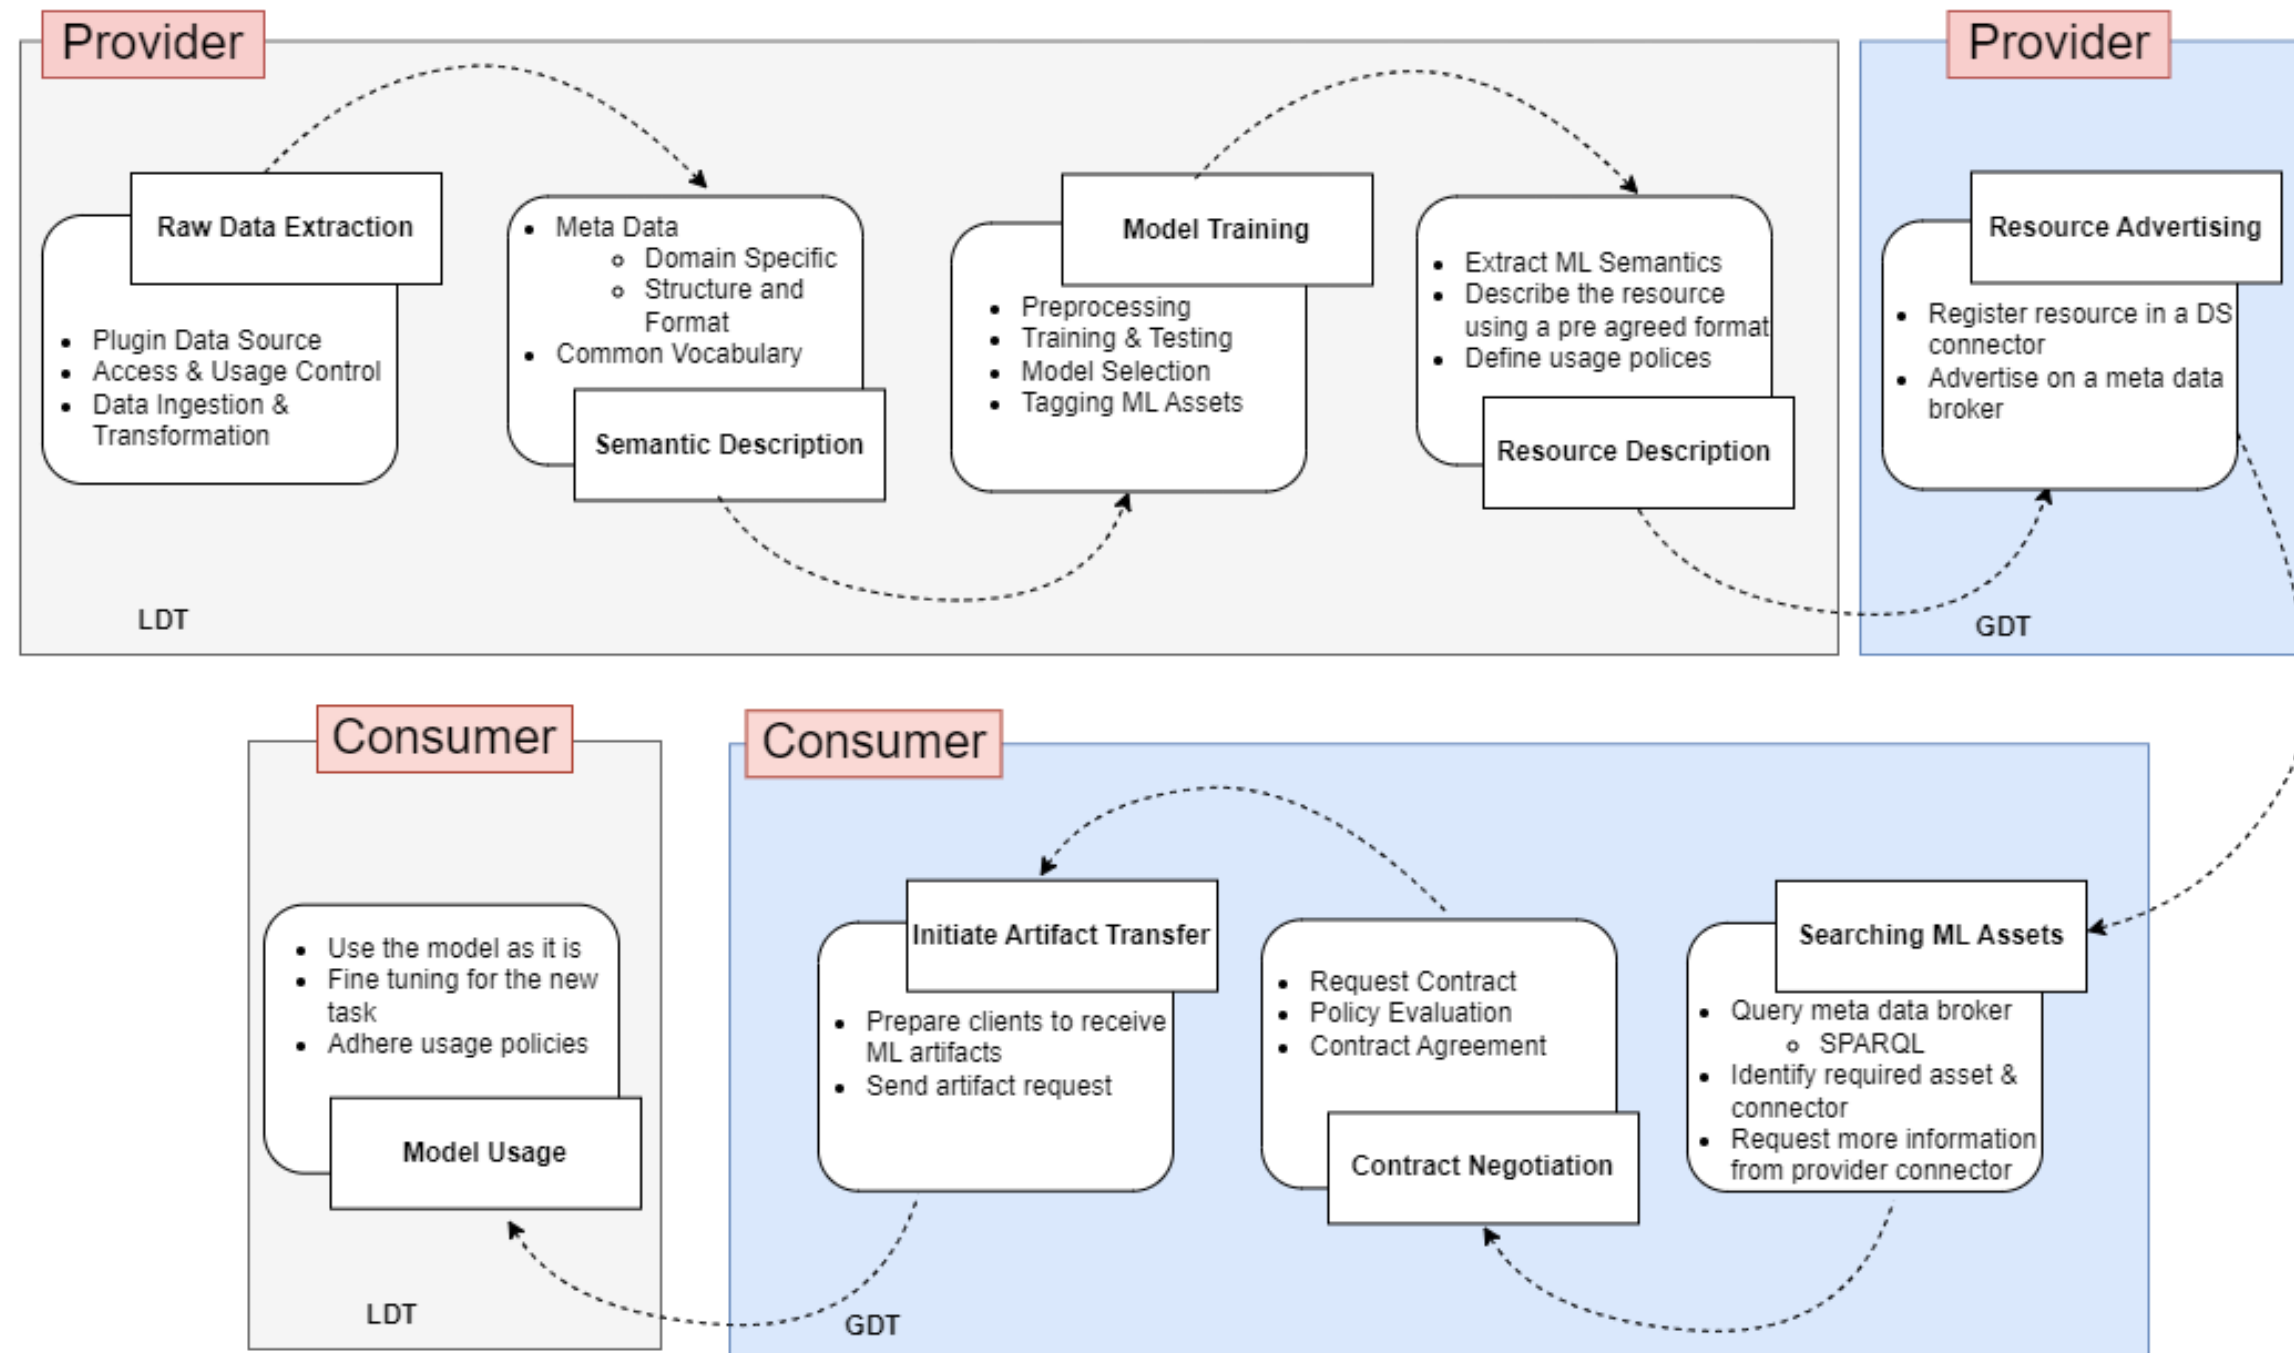 Provider
Raw Data Extraction
Plugin Data Source
Access & Usage Control
Data Ingestion &
Transformation
Meta Data
Domain Specific
Structure and
Format
Common Vocabulary
Semantic Description
Model Training
Preprocessing
Training & Testing
Model Selection
Tagging ML Assets
Extract ML Semantics
Describe the resource
using a pre agreed format
Define usage polices
Resource Description
LDT
Provider
Resource Advertising
Register resource in a DS
connector
Advertise on a meta data
broker
GDT
Consumer
Use the model as it is
Fine tuning for the new
task
Adhere usage policies
Model Usage
LDT
Consumer
Initiate Artifact Transfer
Prepare clients to receive
ML artifacts
Send artifact request
Request Contract
Policy Evaluation
Contract Agreement
Contract Negotiation
Searching ML Assets
Query meta data broker
SPARQL
Identify required asset &
connector
Request more information
from provider connector
GDT